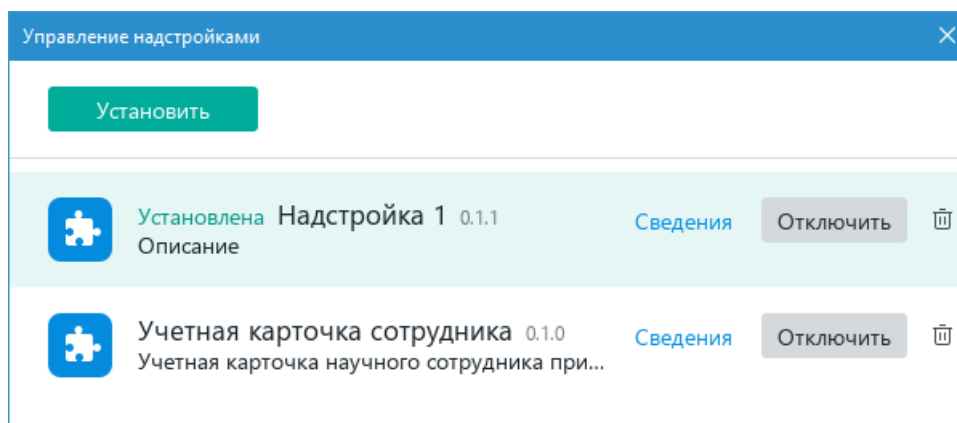 Управление надстройками
Установить
Установлена Надстройка 1 0.1.1 Сведения Отключить
Описание
Учетная карточка сотрудника 0.1.0 Сведения Отключить
Учетная карточка научного сотрудника при...